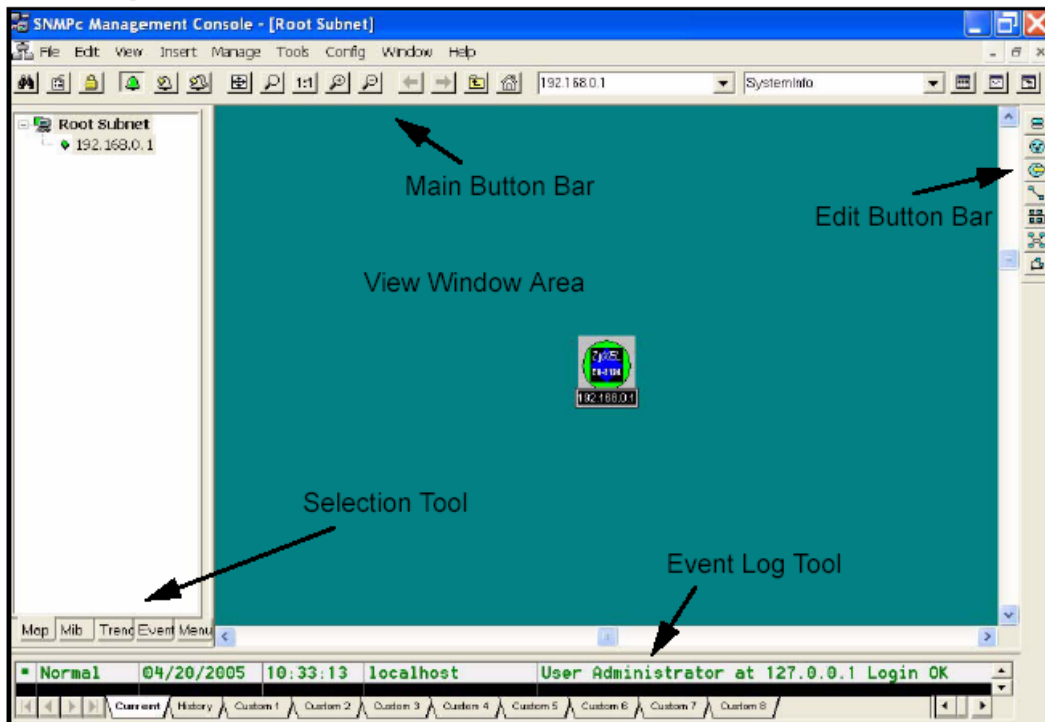 SNMPc Management Console - [Root Subnet]
File Edit View Insert Manage Tools Config Window Help
1:1 192.168.0.1 SystemInfo
Root Subnet
192.168.0.1
Main Button Bar
Edit Button Bar
View Window Area
ZyXEL
192.168.0.1
Selection Tool
Event Log Tool
Map Mib Trend Event Menu
Normal 04/20/2005 10:33:13 localhost User Administrator at 127.0.0.1 Login OK
Current History Custom 1 Custom 2 Custom 3 Custom 4 Custom 5 Custom 6 Custom 7 Custom 8